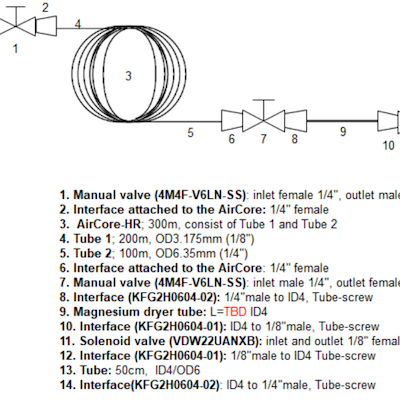 2
4
1
3
5
6
7
8
9
10
1. Manual valve (4M4F-V6LN-SS): inlet female 1/4", outlet male
2. Interface attached to the AirCore: 1/4" female
3. AirCore-HR; 300m, consist of Tube 1 and Tube 2
4. Tube 1; 200m, OD3.175mm (1/8")
5. Tube 2; 100m, OD6.35mm (1/4")
6. Interface attached to the AirCore: 1/4" female
7. Manual valve (4M4F-V6LN-SS): inlet male 1/4", outlet female
8. Interface (KFG2H0604-02): 1/4"male to ID4, Tube-screw
9. Magnesium dryer tube: L=TBD ID4
10. Interface (KFG2H0604-01): ID4 to 1/8"male, Tube-screw
11. Solenoid valve (VDW22UANXB): inlet and outlet 1/8" femal
12. Interface (KFG2H0604-01): 1/8"male to ID4 Tube-screw
13. Tube: 50cm, ID4/OD6
14. Interface(KFG2H0604-02): ID4 to 1/4"male, Tube-screw